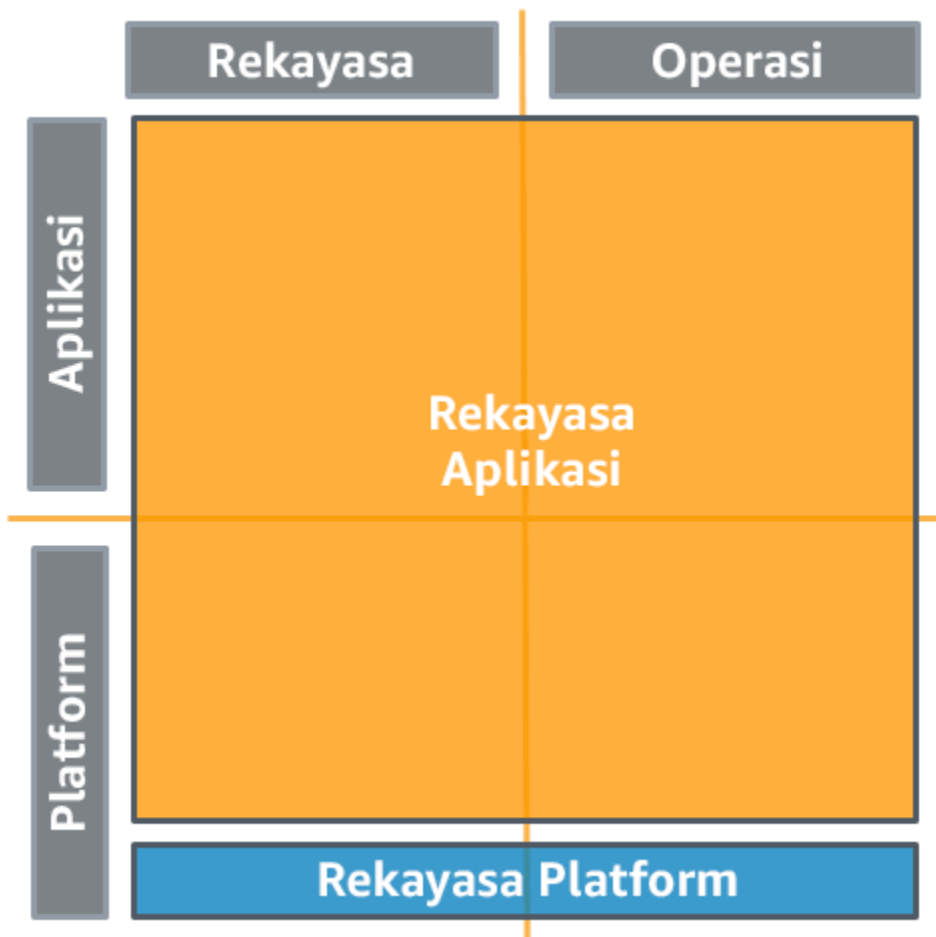 Rekayasa
Operasi
Aplikasi
Rekayasa
Aplikasi
Platform
Rekayasa Platform